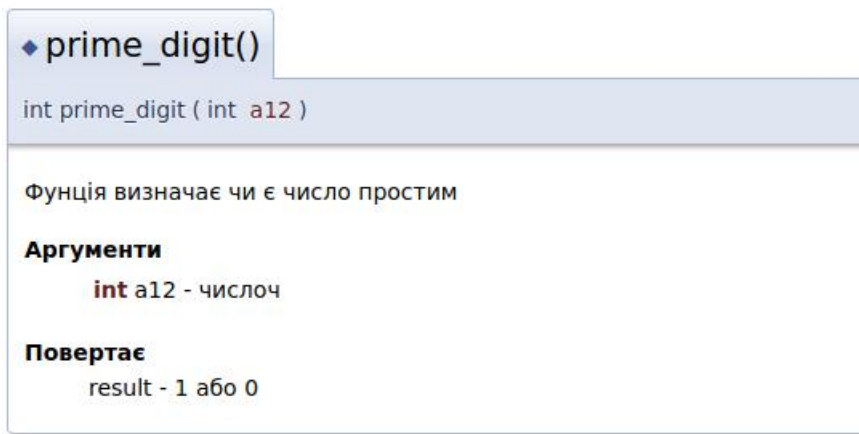 prime_digit()
int prime_digit ( int a12 )
Фунція визначає чи є число простим
Аргументи
int a12 - числоч
Повертає
result - 1 або 0